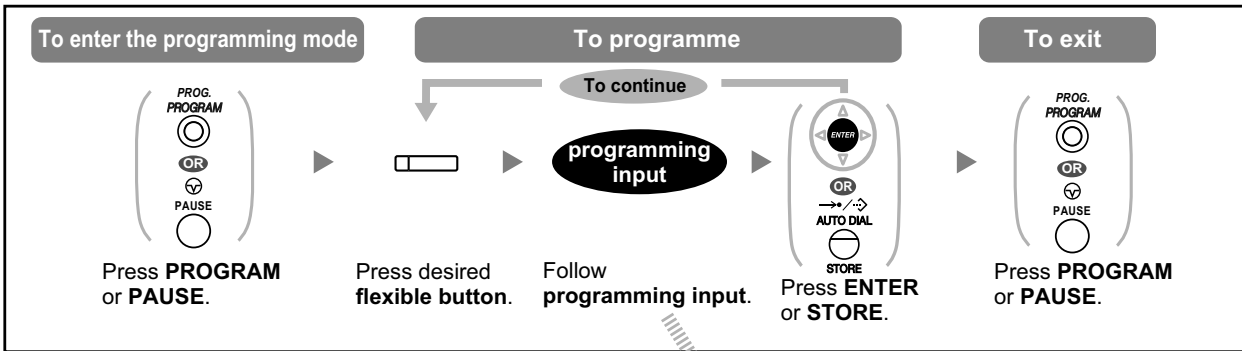 To enter the programming mode
To programme
To exit
To continue
PROG.
PROGRAM
OR
PAUSE
programming
input
ENTER
OR
AUTO DIAL
STORE
PROG.
PROGRAM
OR
PAUSE
Press PROGRAM
or PAUSE.
Press desired
flexible button.
Follow
programming input.
Press ENTER
or STORE.
Press PROGRAM
or PAUSE.